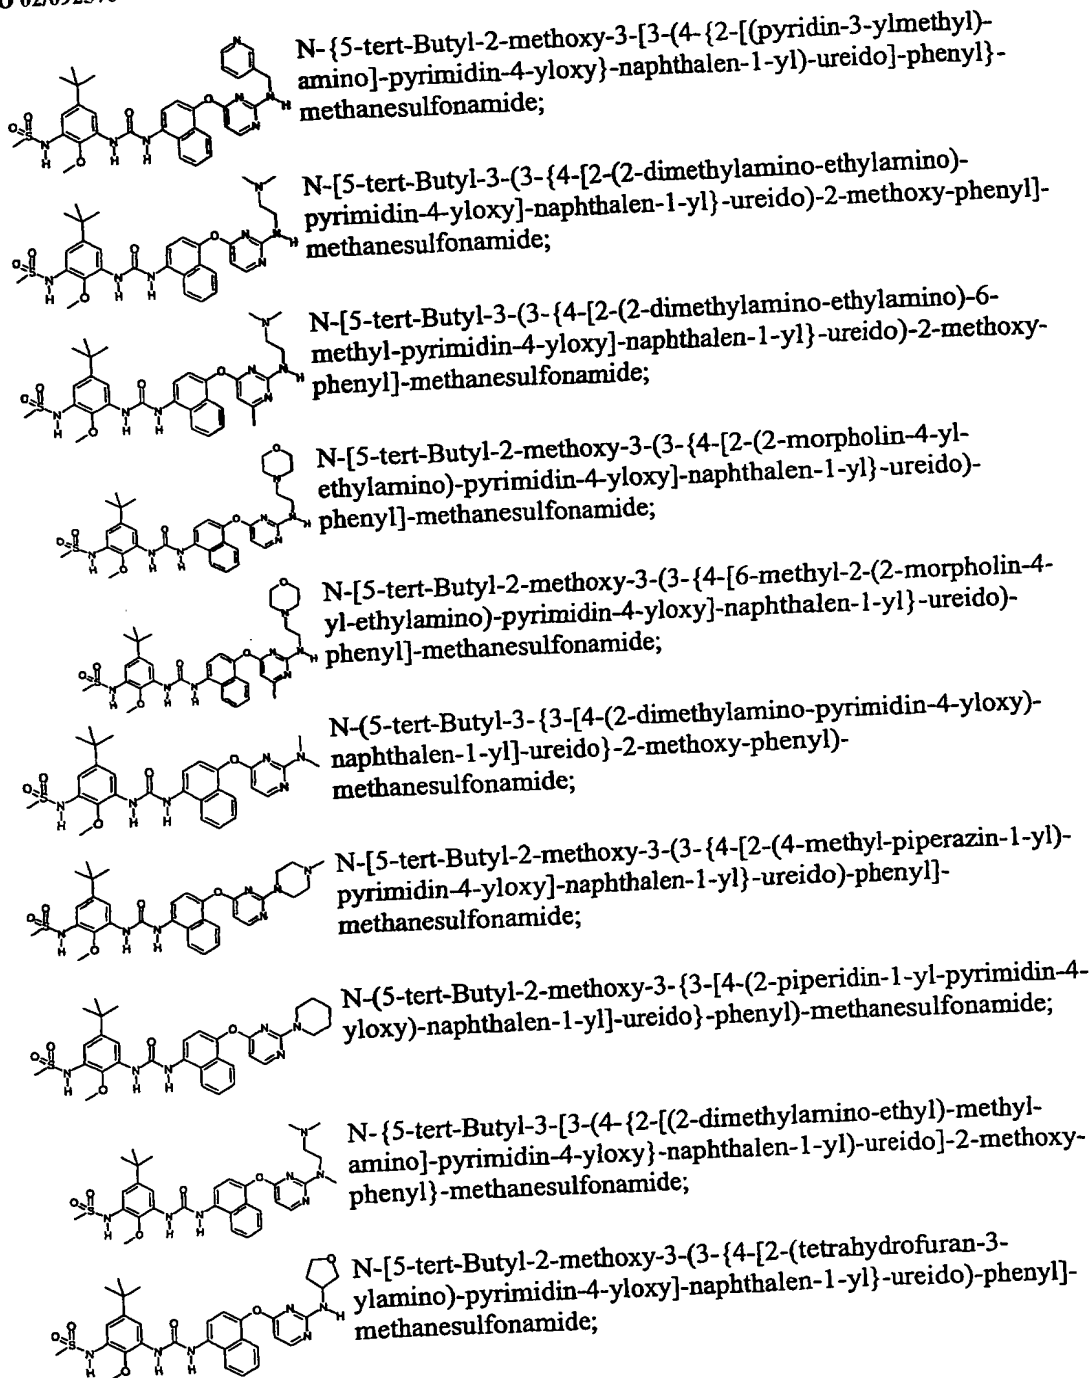 N-{5-tert-Butyl-2-methoxy-3-[3-(4-{2-[(pyridin-3-ylmethyl)-
amino]-pyrimidin-4-yloxy}-naphthalen-1-yl)-ureido]-phenyl}-
methanesulfonamide;
N-[5-tert-Butyl-3-(3-{4-[2-(2-dimethylamino-ethylamino)-
pyrimidin-4-yloxy]-naphthalen-1-yl}-ureido)-2-methoxy-phenyl]-
methanesulfonamide;
N-[5-tert-Butyl-3-(3-{4-[2-(2-dimethylamino-ethylamino)-6-
methyl-pyrimidin-4-yloxy]-naphthalen-1-yl}-ureido)-2-methoxy-
phenyl]-methanesulfonamide;
N-[5-tert-Butyl-2-methoxy-3-(3-{4-[2-(2-morpholin-4-yl-
ethylamino)-pyrimidin-4-yloxy]-naphthalen-1-yl}-ureido)-
phenyl]-methanesulfonamide;
N-[5-tert-Butyl-2-methoxy-3-(3-{4-[6-methyl-2-(2-morpholin-4-
yl-ethylamino)-pyrimidin-4-yloxy]-naphthalen-1-yl}-ureido)-
phenyl]-methanesulfonamide;
N-(5-tert-Butyl-3-{3-[4-(2-dimethylamino-pyrimidin-4-yloxy)-
naphthalen-1-yl]-ureido}-2-methoxy-phenyl)-
methanesulfonamide;
N-[5-tert-Butyl-2-methoxy-3-(3-{4-[2-(4-methyl-piperazin-1-yl)-
pyrimidin-4-yloxy]-naphthalen-1-yl}-ureido)-phenyl]-
methanesulfonamide;
N-(5-tert-Butyl-2-methoxy-3-{3-[4-(2-piperidin-1-yl-pyrimidin-4-
yloxy)-naphthalen-1-yl]-ureido}-phenyl)-methanesulfonamide;
N-{5-tert-Butyl-3-[3-(4-{2-[(2-dimethylamino-ethyl)-methyl-
amino]-pyrimidin-4-yloxy}-naphthalen-1-yl)-ureido]-2-methoxy-
phenyl}-methanesulfonamide;
N-[5-tert-Butyl-2-methoxy-3-(3-{4-[2-(tetrahydrofuran-3-
ylamino)-pyrimidin-4-yloxy]-naphthalen-1-yl}-ureido)-phenyl]-
methanesulfonamide;